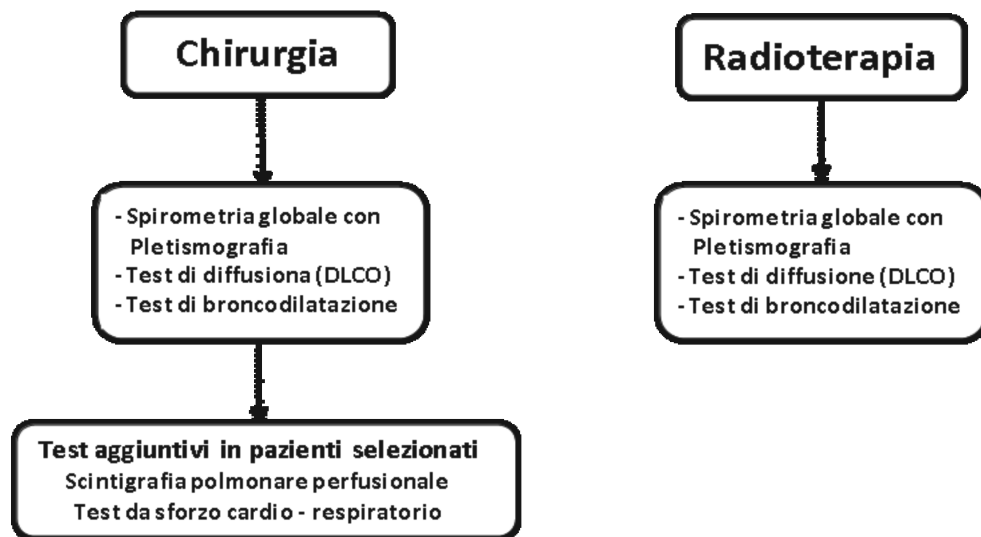 Chirurgia
- Spirometria globale con
Pletismografia
- Test di diffusiona (DLCO)
- Test di broncodilatazione
Test aggiuntivi in pazienti selezionati
Scintigrafia polmonare perfusionale
Test da sforzo cardio - respiratorio
Radioterapia
- Spirometria globale con
Pletismografia
- Test di diffusione (DLCO)
- Test di broncodilatazione